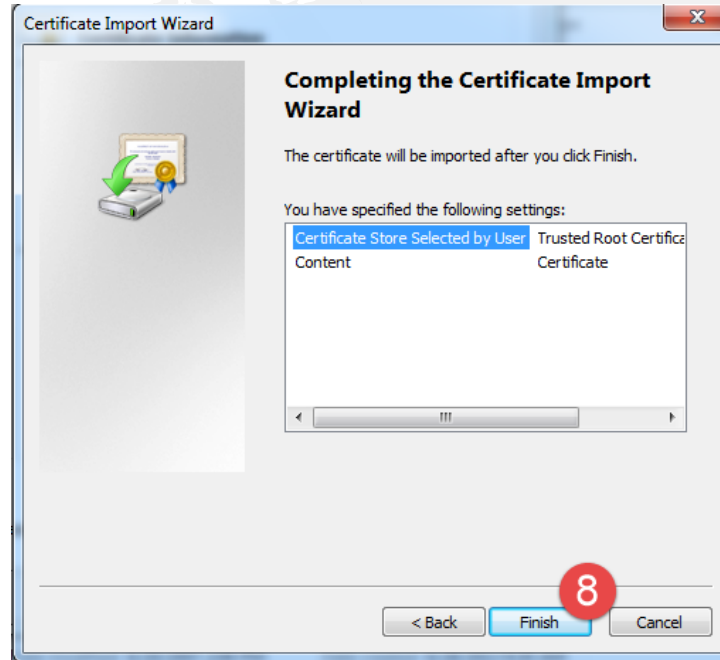 Certificate Import Wizard
Completing the Certificate Import
Wizard
The certificate will be imported after you click Finish.
You have specified the following settings:
Certificate Store Selected by User Trusted Root Certifica
Content Certificate
8
< Back Finish Cancel